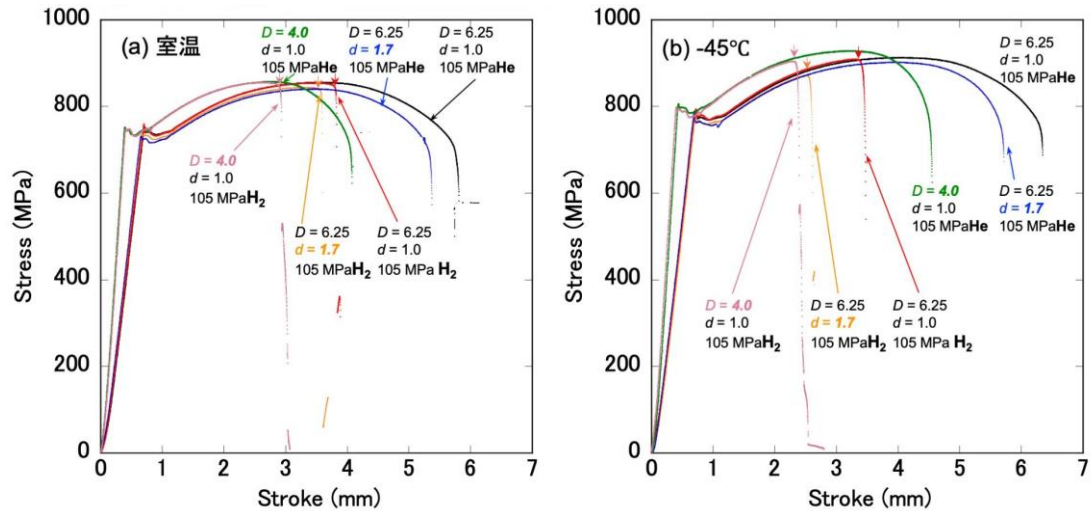 (a) 室温
D = 4.0
d = 1.0
105 MPaHe
D = 6.25
d = 1.7
105 MPaHe
D = 6.25
d = 1.0
105 MPaHe
D = 4.0
d = 1.0
105 MPaH₂
D = 6.25
d = 1.7
105 MPaH₂
D = 6.25
d = 1.0
105 MPa H₂
1000
800
600
400
200
0
Stress (MPa)
0 1 2 3 4 5 6 7
Stroke (mm)
(b) -45℃
D = 6.25
d = 1.0
105 MPaHe
D = 4.0
d = 1.0
105 MPaHe
D = 6.25
d = 1.7
105 MPaHe
D = 4.0
d = 1.0
105 MPaH₂
D = 6.25
d = 1.7
105 MPaH₂
D = 6.25
d = 1.0
105 MPa H₂
1000
800
600
400
200
0
Stress (MPa)
0 1 2 3 4 5 6 7
Stroke (mm)